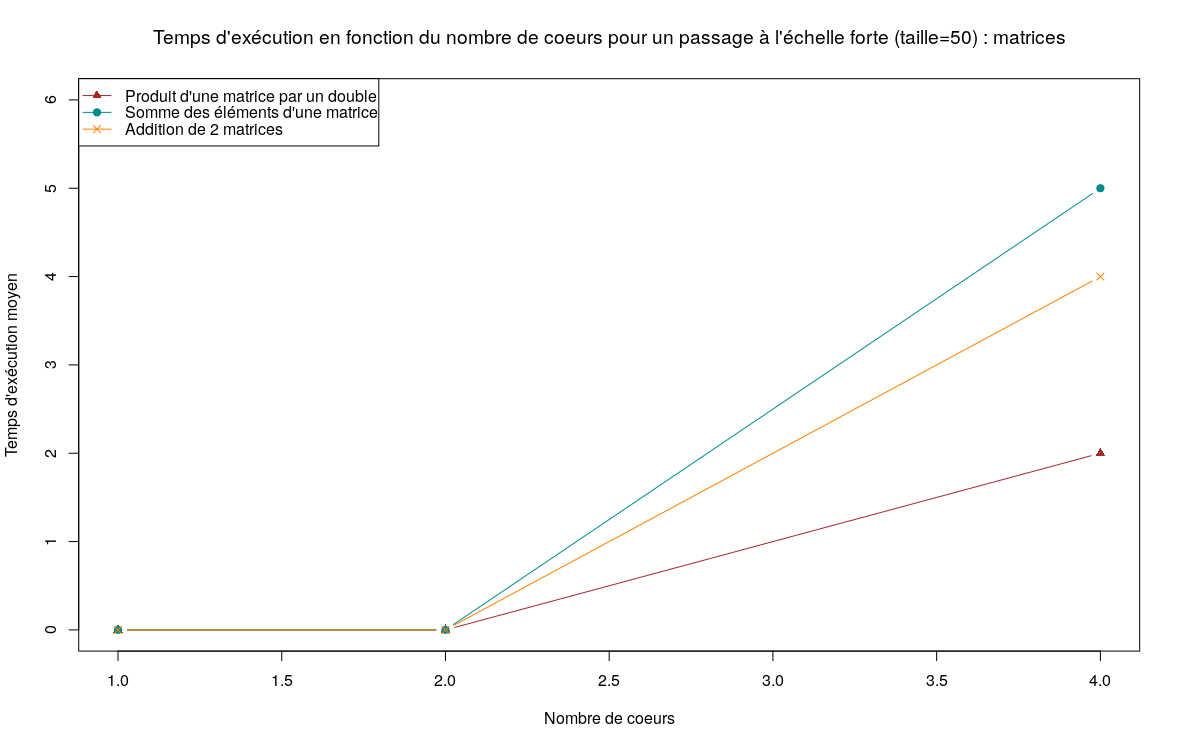 Temps d'exécution en fonction du nombre de coeurs pour un passage à l'échelle forte (taille=50) : matrices
Produit d'une matrice par un double
Somme des éléments d'une matrice
Addition de 2 matrices
Temps d'exécution moyen
6
5
4
3
2
1
0
1.0 1.5 2.0 2.5 3.0 3.5 4.0
Nombre de coeurs